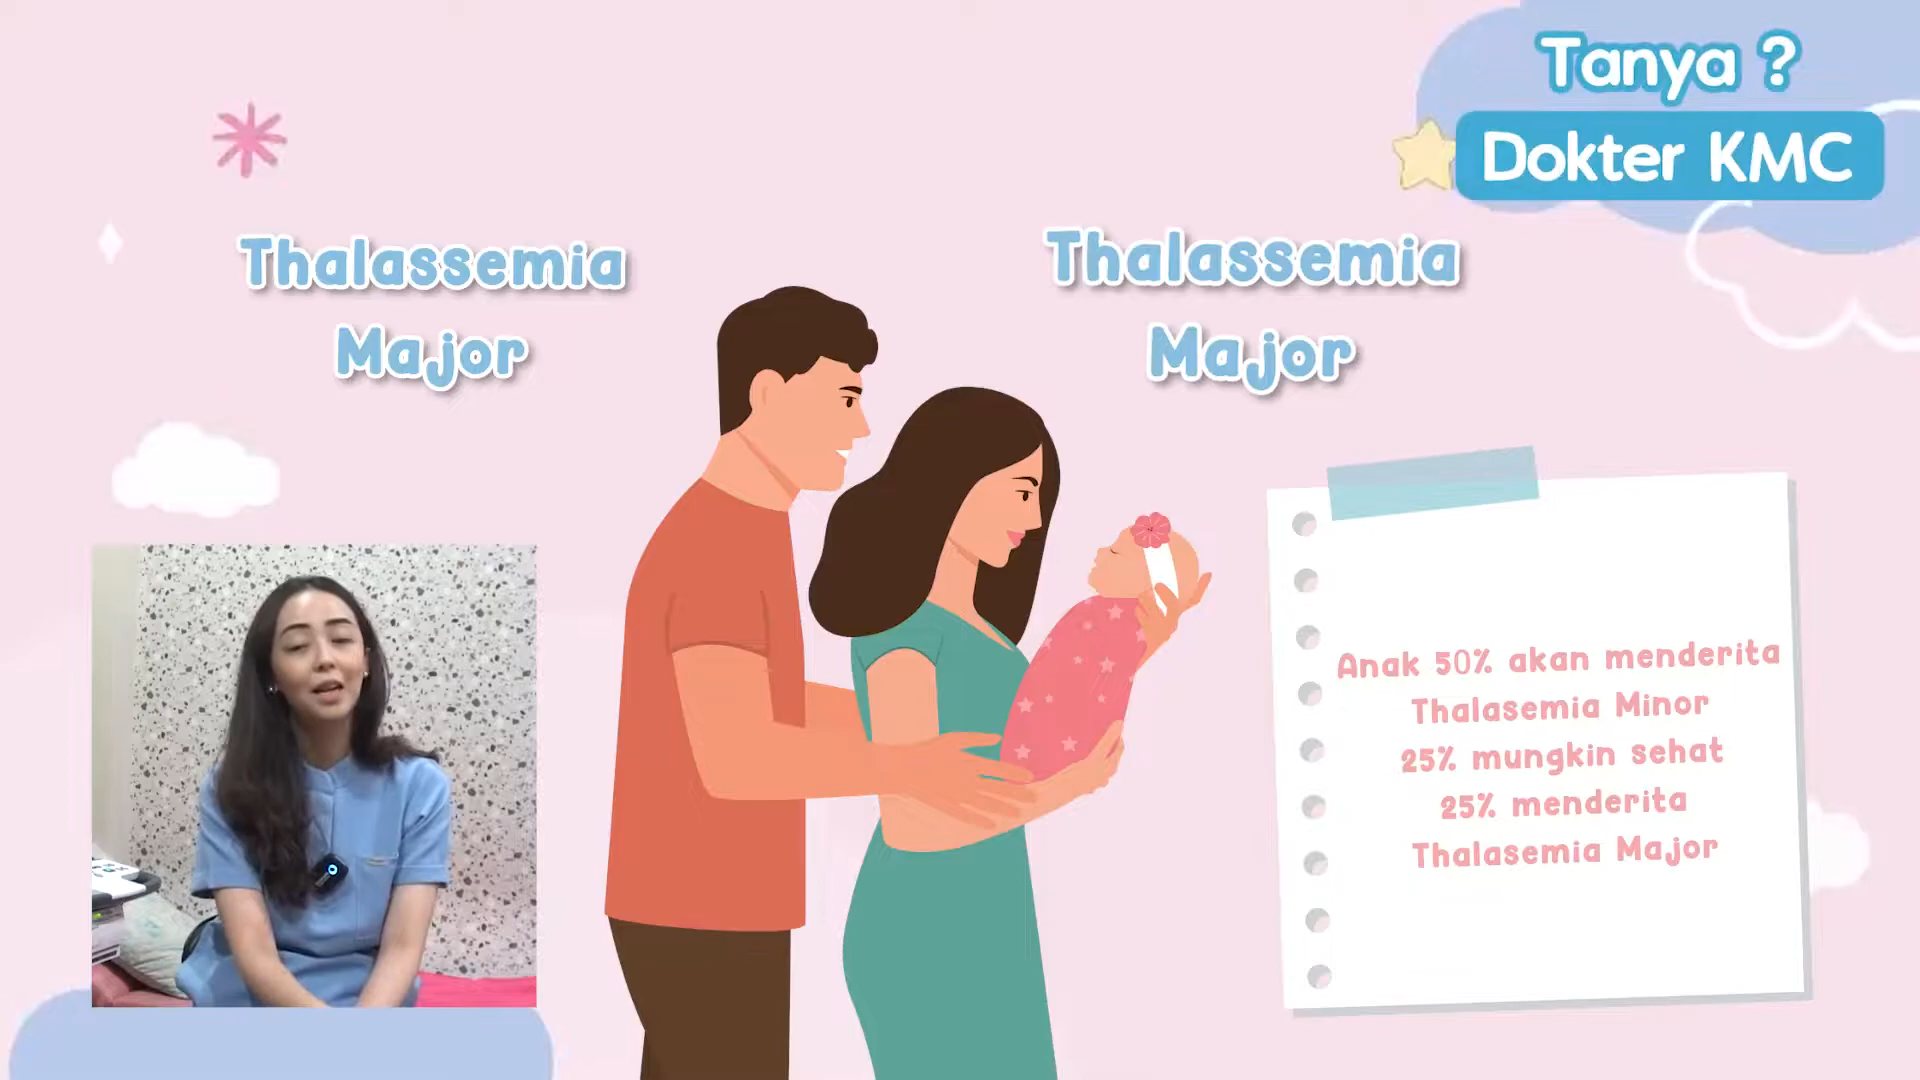 Tanya ?
Dokter KMC
Thalassemia
Major
Thalassemia
Major
Anak 50% akan menderita
Thalasemia Minor
25% mungkin sehat
25% menderita
Thalasemia Major